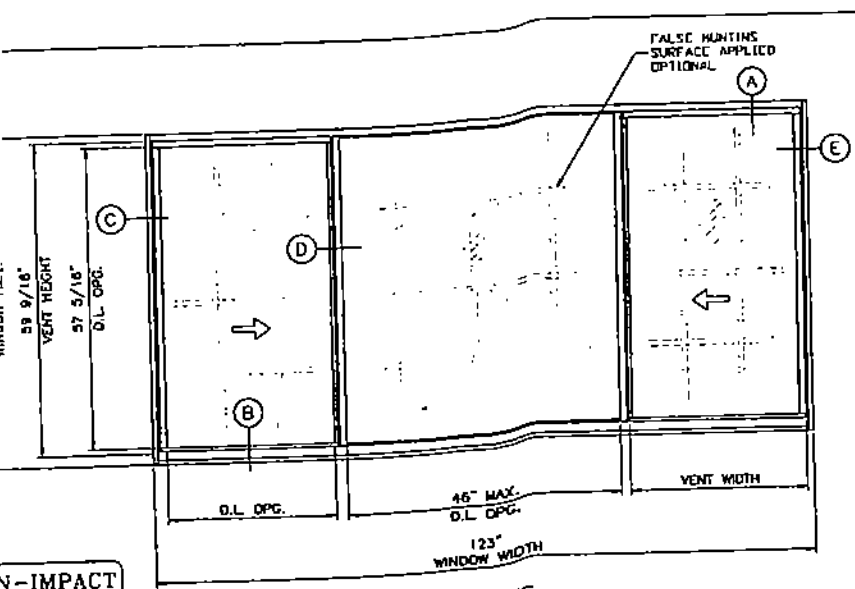 FALSE MUNTINS
SURFACE APPLIED
OPTIONAL
A
E
C
D
B
59 9/16"
VENT HEIGHT
57 5/16"
D.L. OPG.
D.L. OPG.
46" MAX.
D.L. OPG.
VENT WIDTH
123"
WINDOW WIDTH
N-IMPACT